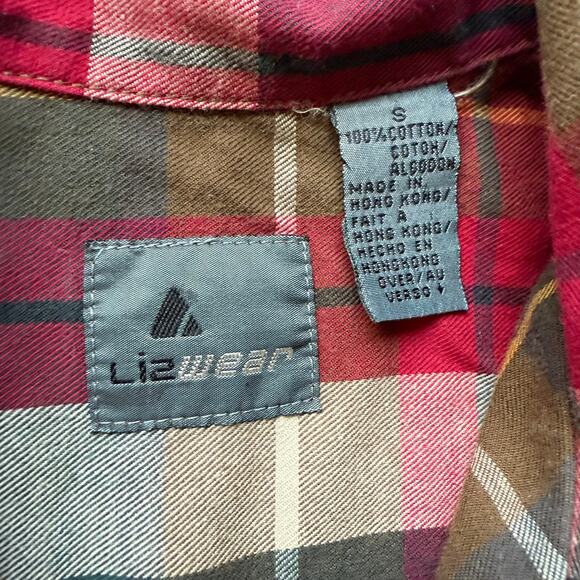 Lizwear
S
100% COTTON/
COTON/
ALGODON
MADE IN
HONG KONG/
FAIT A
HONG KONG/
HECHO EN
HONGKONG
OVER/AU
VERSO